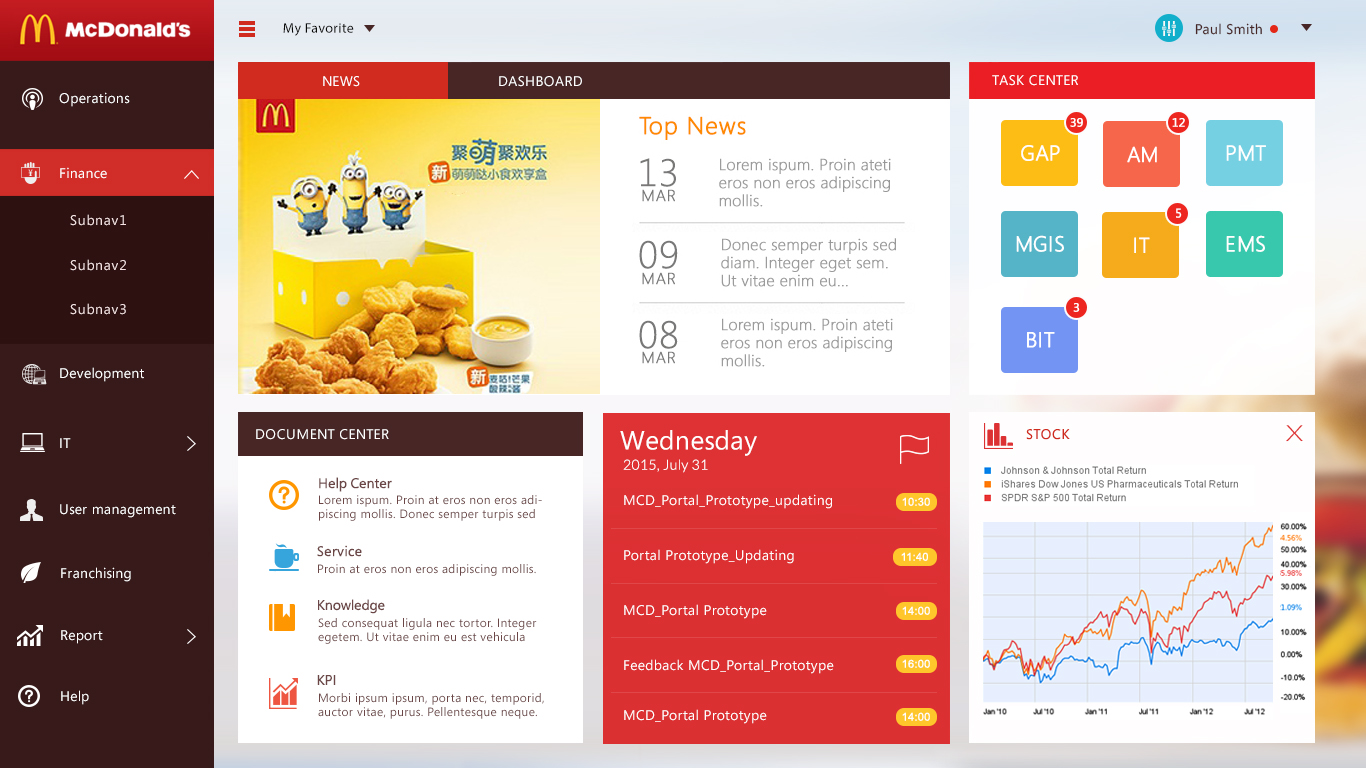 McDonald's
My Favorite
Paul Smith
Operations
Finance
Subnav1
Subnav2
Subnav3
Development
IT
User management
Franchising
Report
Help
NEWS
DASHBOARD
聚萌聚欢乐
新 萌萌哒小食欢享盒
新
Top News
13
MAR
Lorem ispum. Proin ateti
eros non eros adipiscing
mollis.
09
MAR
Donec semper turpis sed
diam. Integer eget sem.
Ut vitae enim eu...
08
MAR
Lorem ispum. Proin ateti
eros non eros adipiscing
mollis.
TASK CENTER
GAP
39
AM
12
PMT
MGIS
IT
5
EMS
BIT
3
DOCUMENT CENTER
Help Center
Lorem ispum. Proin at eros non eros adi-
piscing mollis. Donec semper turpis sed
Service
Proin at eros non eros adipiscing mollis.
Knowledge
Sed consequat ligula nec tortor. Integer
egetem. Ut vitae enim eu est vehicula
KPI
Morbi ipsum ipsum, porta nec, temporid,
auctor vitae, purus. Pellentesque neque.
Wednesday
2015, July 31
MCD_Portal_Prototype_updating 10:30
Portal Prototype_Updating 11:40
MCD_Portal Prototype 14:00
Feedback MCD_Portal_Prototype 16:00
MCD_Portal Prototype 14:00
STOCK
Johnson & Johnson Total Return
iShares Dow Jones US Pharmaceuticals Total Return
SPDR S&P 500 Total Return
60.00%
4.56%
50.00%
40.00%
5.98%
30.00%
1.09%
10.00%
0.00%
-10.0%
-20.0%
Jan '10 Jul '10 Jan '11 Jul '11 Jan '12 Jul '12